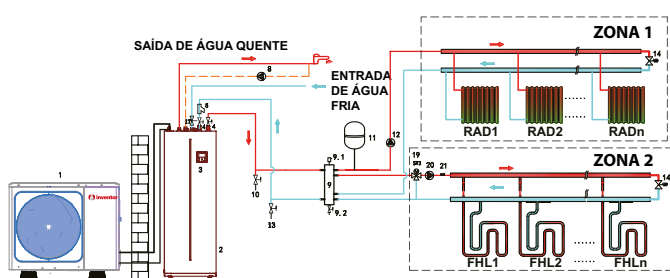 ZONA 1
14
SAÍDA DE ÁGUA QUENTE
8
ENTRADA
DE ÁGUA
FRIA
RAD1
RAD2
RADn
11
12
ZONA 2
19
20
21
14
1
inventor
3
2
10
13
9.1
9
9.2
FHL1
FHL2
FHLn